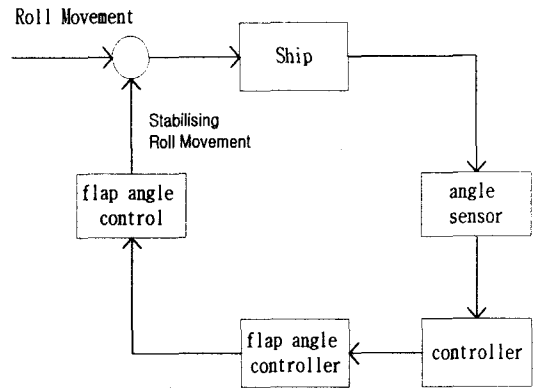 Roll Movement
Ship
Stabilising
Roll Movement
flap angle
control
angle
sensor
flap angle
controller
controller